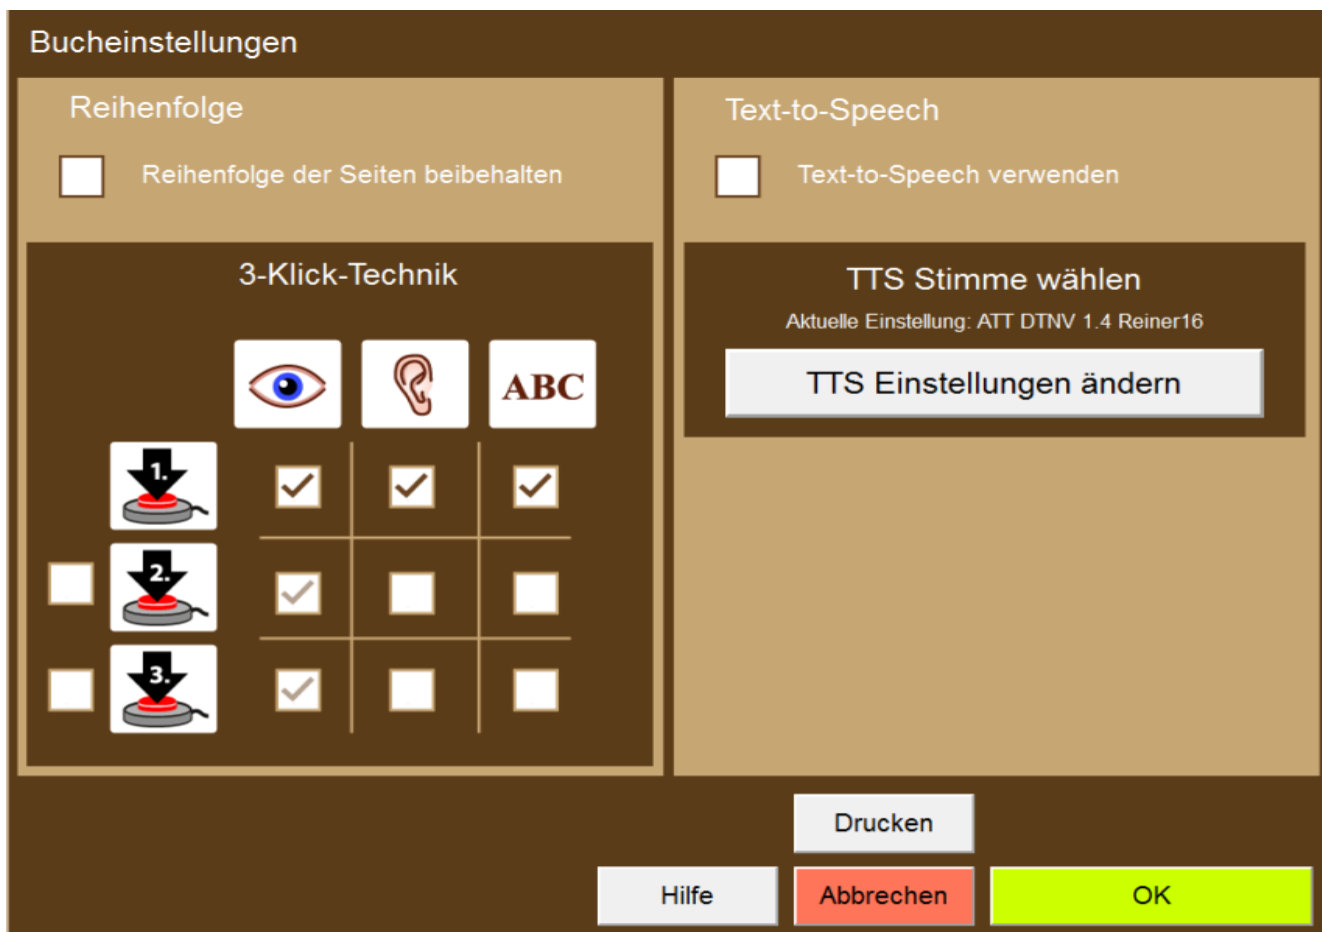 Bucheinstellungen
Reihenfolge
Reihenfolge der Seiten beibehalten
3-Klick-Technik
ABC
1.
2.
3.
Text-to-Speech
Text-to-Speech verwenden
TTS Stimme wählen
Aktuelle Einstellung: ATT DTNV 1.4 Reiner16
TTS Einstellungen ändern
Drucken
Hilfe
Abbrechen
OK